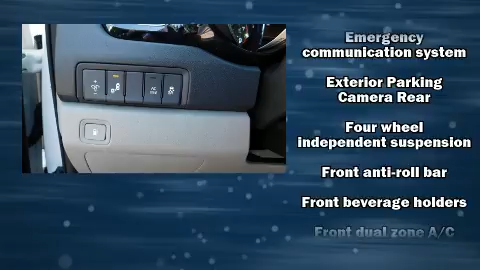 Emergency
communication system
Exterior Parking
Camera Rear
Four wheel
independent suspension
Front anti-roll bar
Front beverage holders
Front dual zone A/C